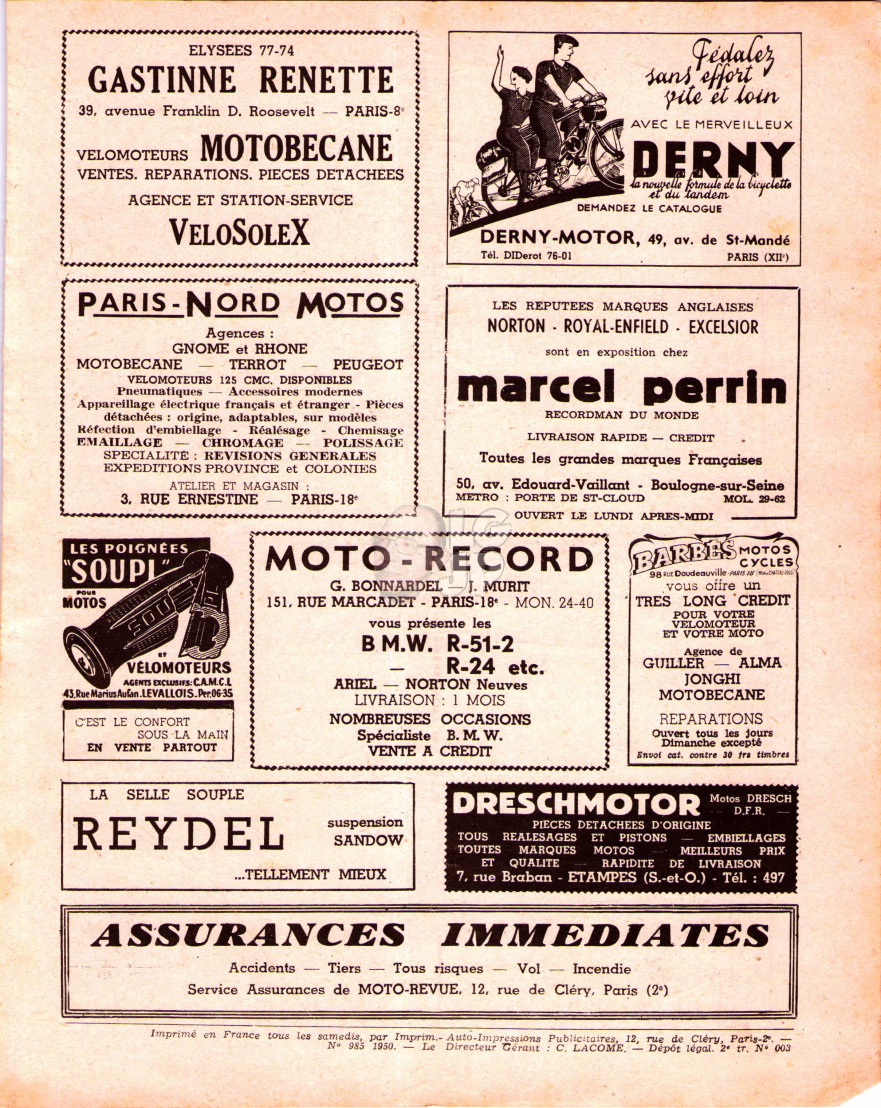 ELYSEES 77-74
GASTINNE RENETTE
39, avenue Franklin D. Roosevelt — PARIS-8e
VELOMOTEURS MOTOBECANE
VENTES. REPARATIONS. PIECES DETACHEES
AGENCE ET STATION-SERVICE
VELOSOLEX
Pédalez
sans effort
vite et loin
AVEC LE MERVEILLEUX
DERNY
la nouvelle formule de la bicyclette
et du tandem
DEMANDEZ LE CATALOGUE
DERNY-MOTOR, 49, av. de St-Mandé
Tél. DIDerot 76-01 PARIS (XIIe)
PARIS-NORD MOTOS
Agences :
GNOME et RHONE
MOTOBECANE — TERROT — PEUGEOT
VELOMOTEURS 125 CMC. DISPONIBLES
Pneumatiques — Accessoires modernes
Appareillage électrique français et étranger - Pièces
détachées : origine, adaptables, sur modèles
Réfection d'embiellage - Réalésage - Chemisage
EMAILLAGE — CHROMAGE — POLISSAGE
SPECIALITE : REVISIONS GENERALES
EXPEDITIONS PROVINCE et COLONIES
ATELIER ET MAGASIN :
3, RUE ERNESTINE — PARIS-18e
LES REPUTEES MARQUES ANGLAISES
NORTON - ROYAL-ENFIELD - EXCELSIOR
sont en exposition chez
marcel perrin
RECORDMAN DU MONDE
LIVRAISON RAPIDE — CREDIT
Toutes les grandes marques Françaises
50, av. Edouard-Vaillant - Boulogne-sur-Seine
METRO : PORTE DE ST-CLOUD MOL. 29-62
OUVERT LE LUNDI APRES-MIDI
LES POIGNÉES
"SOUPL"
POUR
MOTOS
SOUPL
ET
VÉLOMOTEURS
AGENTS EXCLUSIFS: C.A.M.C.L
43, Rue Marius Aufan. LEVALLOIS. Per. 06-35
C'EST LE CONFORT
SOUS LA MAIN
EN VENTE PARTOUT
MOTO-RECORD
G. BONNARDEL J. MURIT
151, RUE MARCADET - PARIS-18e - MON. 24-40
vous présente les
B M.W. R-51-2
— R-24 etc.
ARIEL — NORTON Neuves
LIVRAISON : 1 MOIS
NOMBREUSES OCCASIONS
Spécialiste B.M.W.
VENTE A CREDIT
BARBÈS MOTOS
CYCLES
98 RUE Doudeauville - PARIS 18e
vous offre un
TRES LONG CREDIT
POUR VOTRE
VELOMOTEUR
ET VOTRE MOTO
Agence de
GUILLER — ALMA
JONGHI
MOTOBECANE
REPARATIONS
Ouvert tous les jours
Dimanche excepté
Envoi cat. contre 30 frs timbres
LA SELLE SOUPLE
REYDEL
suspension
SANDOW
...TELLEMENT MIEUX
DRESCHMOTOR Motos DRESCH
— D.F.R. —
PIECES DETACHEES D'ORIGINE
TOUS REALESAGES ET PISTONS — EMBIELLAGES
TOUTES MARQUES MOTOS — MEILLEURS PRIX
ET QUALITE — RAPIDITE DE LIVRAISON
7, rue Braban - ETAMPES (S.-et-O.) - Tél. : 497
ASSURANCES IMMEDIATES
Accidents — Tiers — Tous risques — Vol — Incendie
Service Assurances de MOTO-REVUE, 12, rue de Cléry, Paris (2e)
Imprimé en France tous les samedis, par Imprim.- Auto-Impressions Publicitaires, 12, rue de Cléry, Paris-2e. —
No 985 1950. — Le Directeur Gérant : C. LACOME. — Dépôt légal. 2e tr. No 003